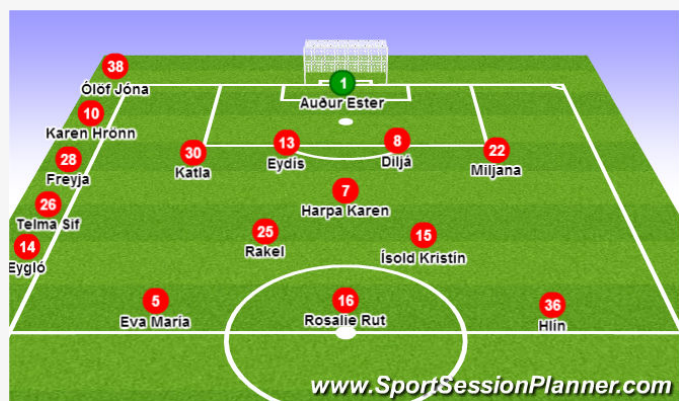 38
Ólöf Jóna
1
Auður Ester
10
Karen Hrönn
28
Freyja
30
Katla
13
Eydís
8
Diljá
22
Miljana
7
Harpa Karen
26
Telma Sif
14
Eygló
25
Rakel
15
Ísold Kristín
5
Eva María
16
Rosalie Rut
36
Hlín
www.SportSessionPlanner.com